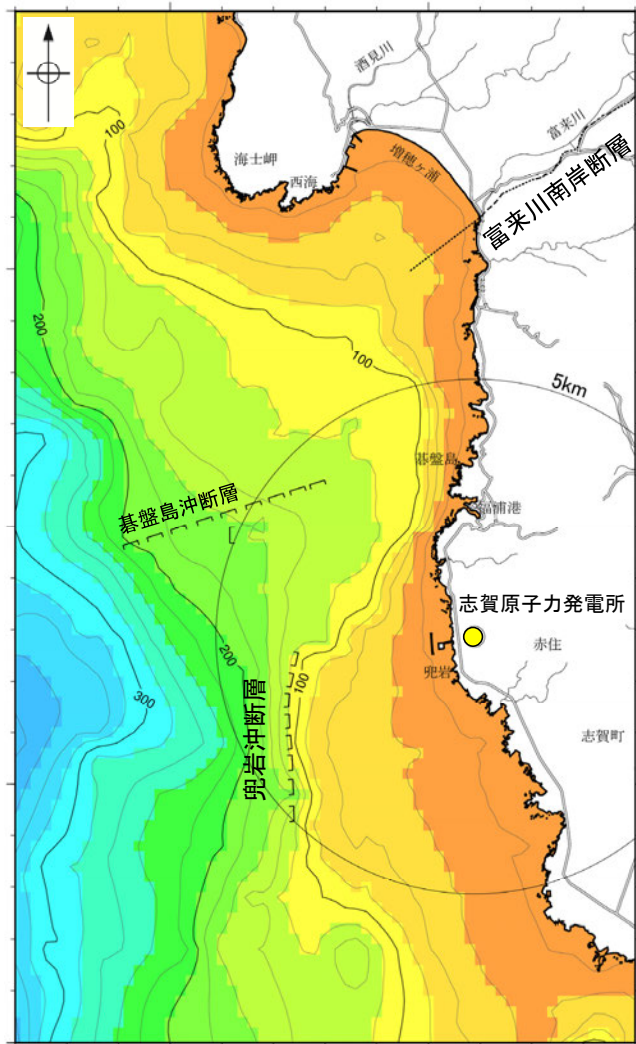 酒見川
富来川
100
増穂ヶ浦
海士岬
西海
富来川南岸断層
200
100
5km
碁盤島
碁盤島沖断層
福浦港
志賀原子力発電所
赤住
200
兜岩
100
300
兜岩沖断層
志賀町